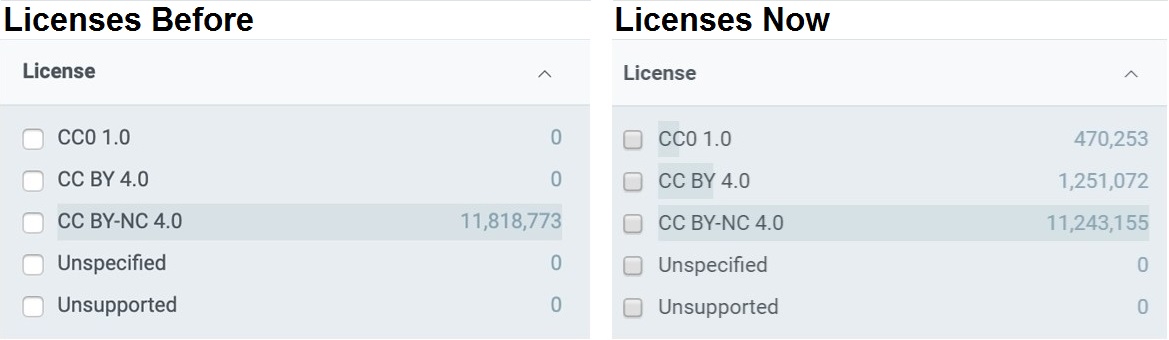 Licenses Before
License
CC0 1.0 0
CC BY 4.0 0
CC BY-NC 4.0 11,818,773
Unspecified 0
Unsupported 0
Licenses Now
License
CC0 1.0 470,253
CC BY 4.0 1,251,072
CC BY-NC 4.0 11,243,155
Unspecified 0
Unsupported 0